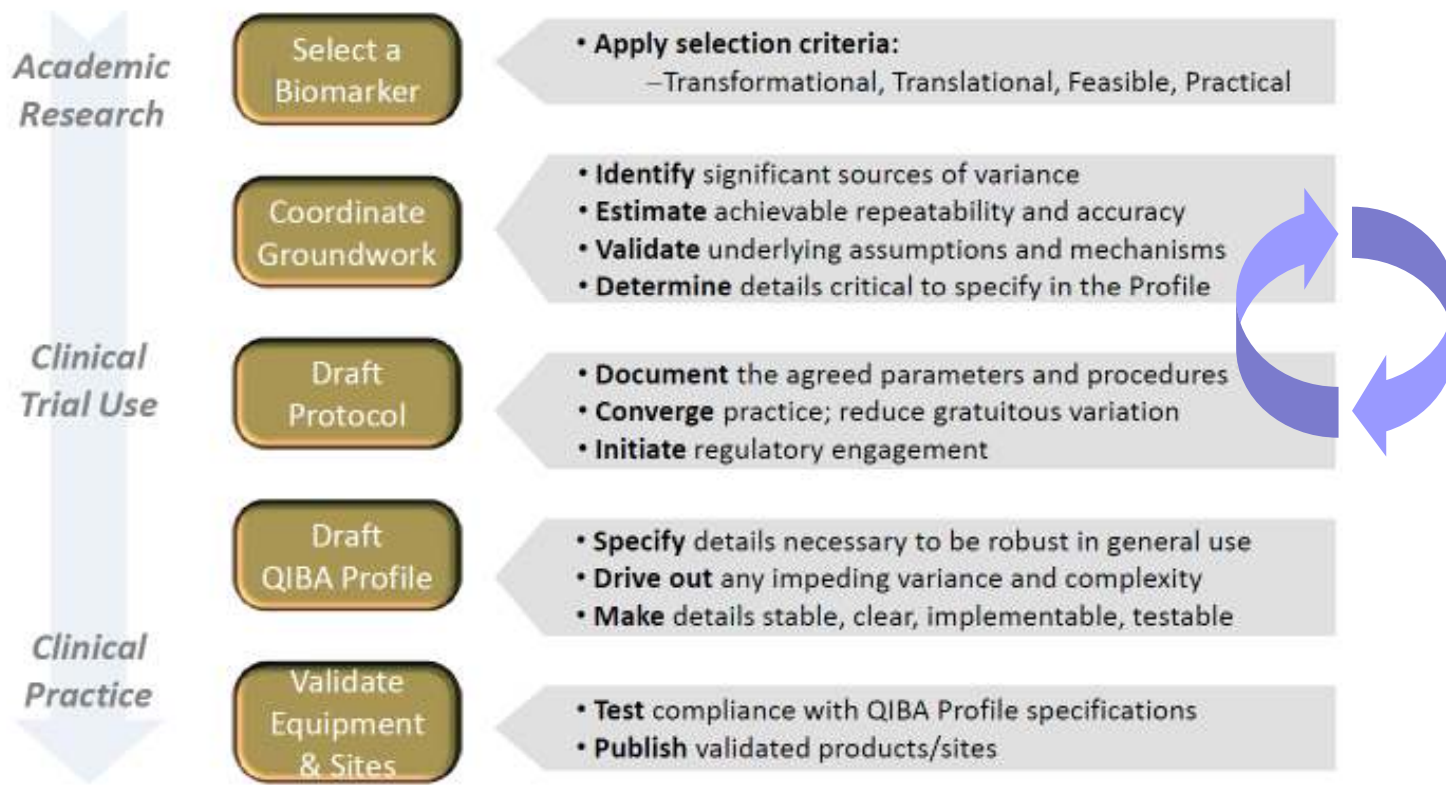 Academic
Research
Select a
Biomarker
• Apply selection criteria:
–Transformational, Translational, Feasible, Practical
Coordinate
Groundwork
• Identify significant sources of variance
• Estimate achievable repeatability and accuracy
• Validate underlying assumptions and mechanisms
• Determine details critical to specify in the Profile
Clinical
Trial Use
Draft
Protocol
• Document the agreed parameters and procedures
• Converge practice; reduce gratuitous variation
• Initiate regulatory engagement
Draft
QIBA Profile
• Specify details necessary to be robust in general use
• Drive out any impeding variance and complexity
• Make details stable, clear, implementable, testable
Clinical
Practice
Validate
Equipment
& Sites
• Test compliance with QIBA Profile specifications
• Publish validated products/sites